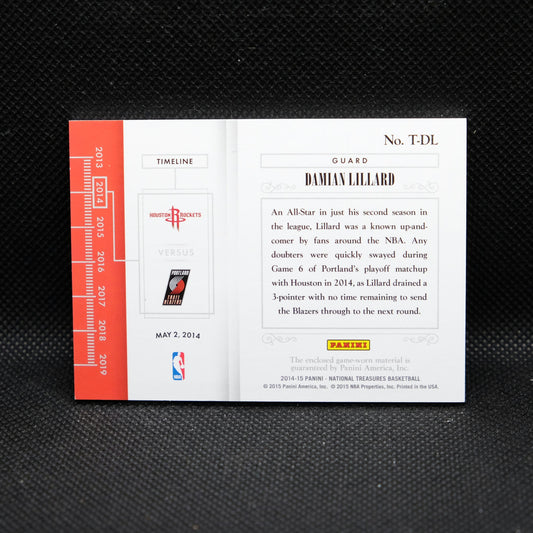 2013
2014
2015
2016
2017
2018
2019
TIMELINE
HOUSTON ROCKETS
VERSUS
PORTLAND
TRAIL BLAZERS
MAY 2, 2014
NBA
No. T-DL
GUARD
DAMIAN LILLARD
An All-Star in just his second season in
the league, Lillard was a known up-and-
comer by fans around the NBA. Any
doubters were quickly swayed during
Game 6 of Portland's playoff matchup
with Houston in 2014, as Lillard drained a
3-pointer with no time remaining to send
the Blazers through to the next round.
PANINI
The enclosed game-worn material is
guaranteed by Panini America, Inc.
2014-15 PANINI - NATIONAL TREASURES BASKETBALL
© 2015 Panini America, Inc. © 2015 NBA Properties, Inc. Printed in the USA.